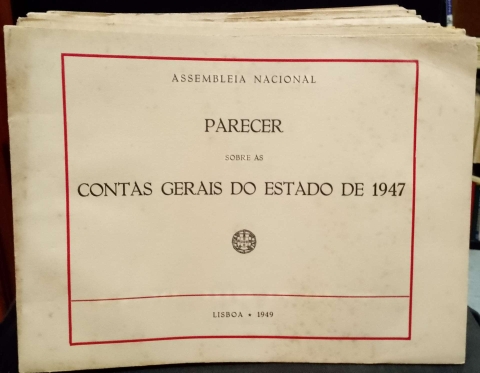 ASSEMBLEIA NACIONAL
PARECER
SOBRE AS
CONTAS GERAIS DO ESTADO DE 1947
LISBOA • 1949